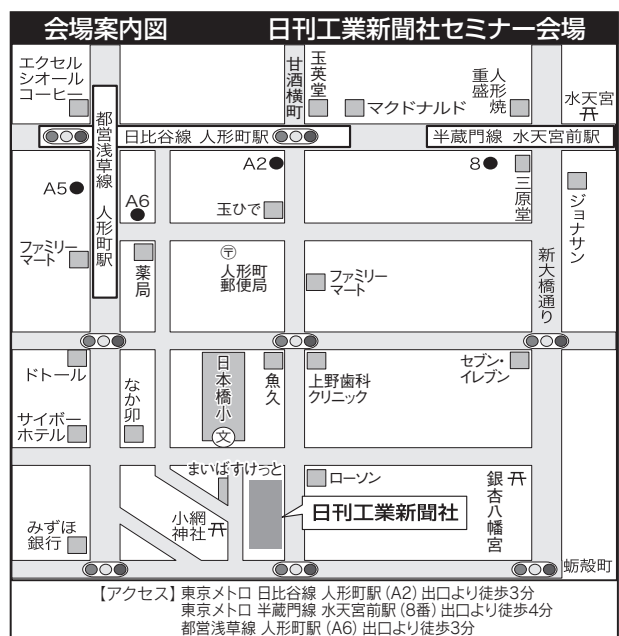 会場案内図 日刊工業新聞社セミナー会場
エクセル
シオール
コーヒー
甘酒横町
玉英堂
マクドナルド
人形焼
重盛
水天宮
都営浅草線 人形町駅
日比谷線 人形町駅
半蔵門線 水天宮前駅
A5
A6
A2
8
玉ひで
三原堂
ジョナサン
ファミリー
マート
薬局
〒
人形町
郵便局
ファミリー
マート
新大橋通り
ドトール
なか卯
日本橋小
文
魚久
上野歯科
クリニック
セブン・
イレブン
サイボー
ホテル
まいばすけっと
ローソン
銀杏八幡宮
小網
神社
日刊工業新聞社
みずほ
銀行
蛎殻町
【アクセス】東京メトロ 日比谷線 人形町駅(A2)出口より徒歩3分
東京メトロ 半蔵門線 水天宮前駅(8番)出口より徒歩4分
都営浅草線 人形町駅(A6)出口より徒歩3分